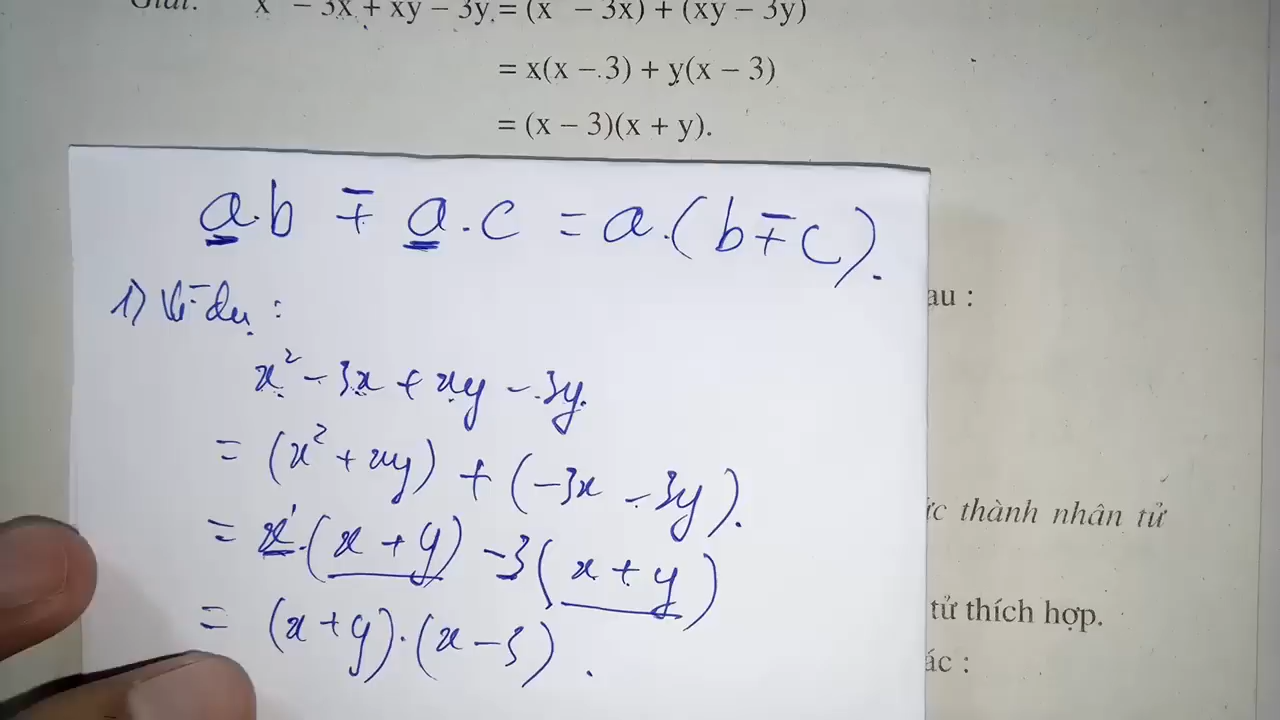 Giải: x² – 3x + xy – 3y = (x² – 3x) + (xy – 3y)
= x(x – 3) + y(x – 3)
= (x – 3)(x + y).
a.b ∓ a.c = a.(b∓c).
1) Ví dụ :
au :
x² - 3x + xy - 3y
= (x² + xy) + (-3x - 3y).
ức thành nhân tử
= x.(x + y) - 3(x + y)
= (x+y).(x-3).
tử thích hợp.
ác :